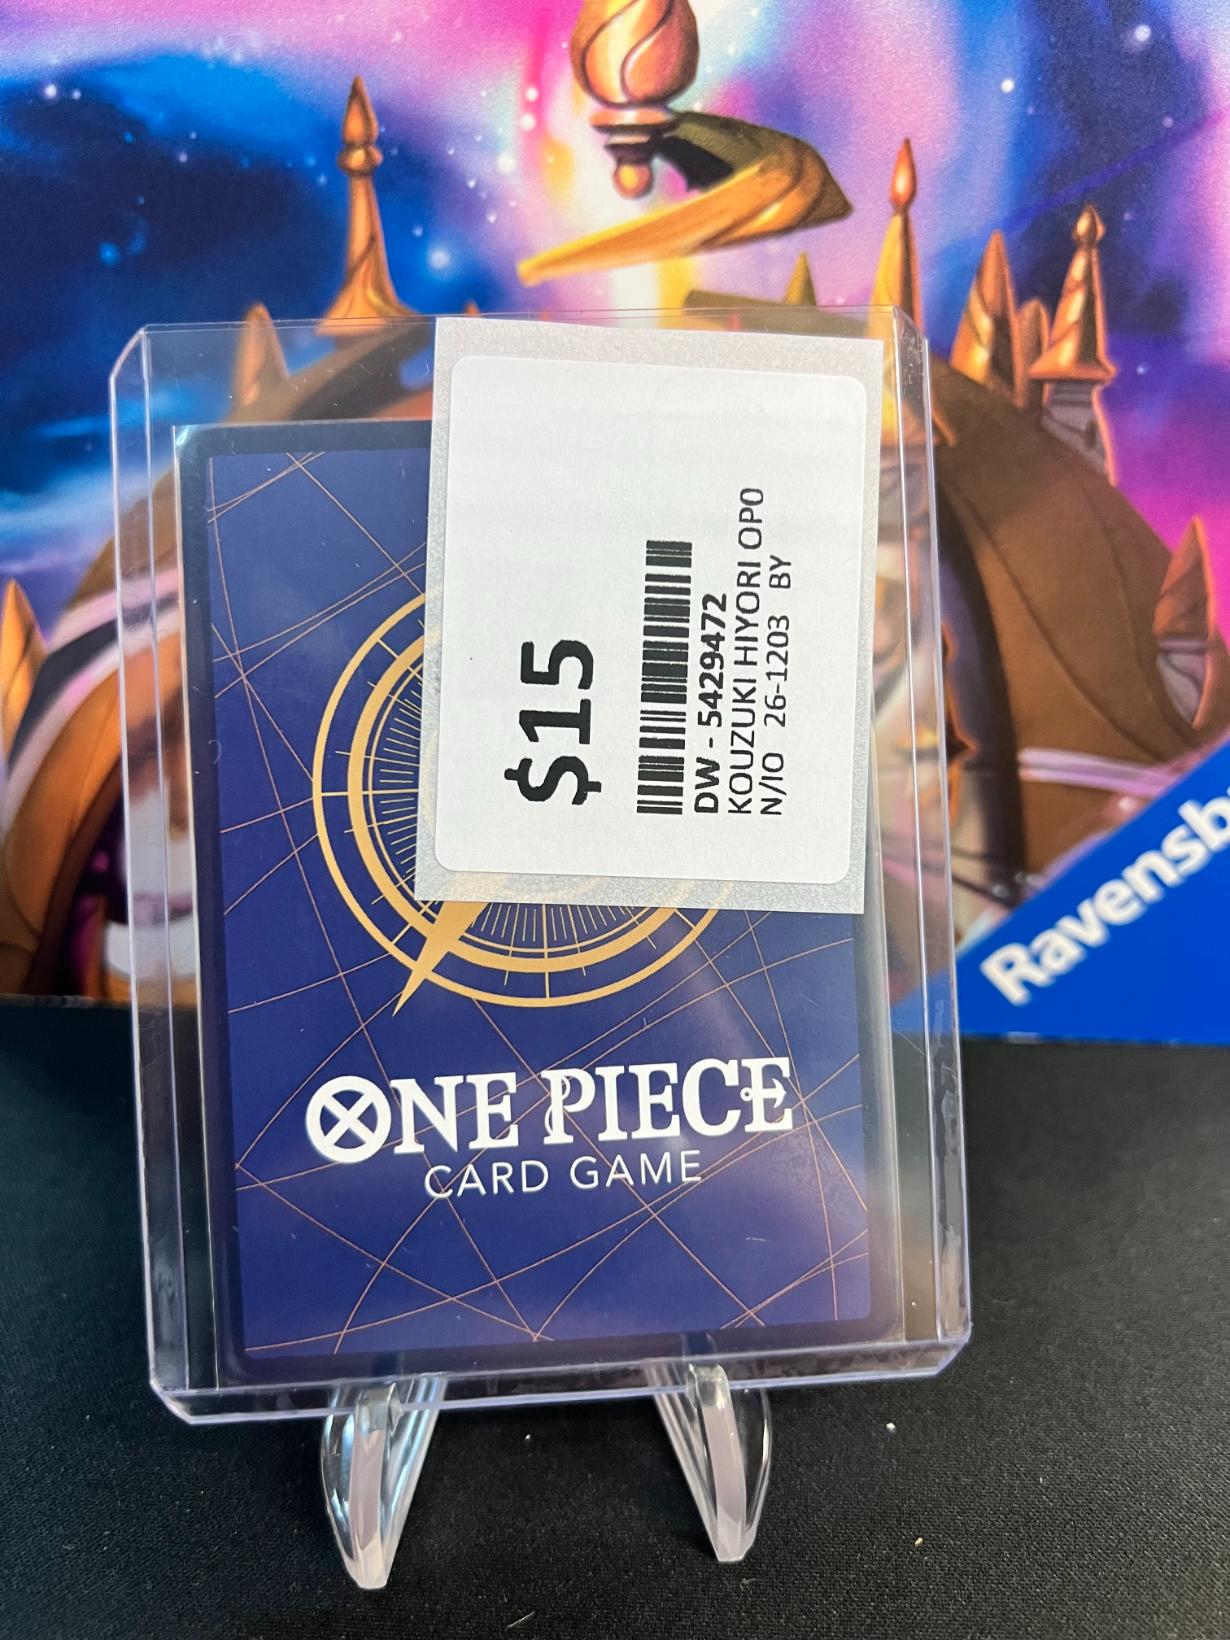 $15
DW - 5429472
KOUZUKI HIYORI OP0
N/IO 26-1203 BY
ONE PIECE
CARD GAME
Ravensb